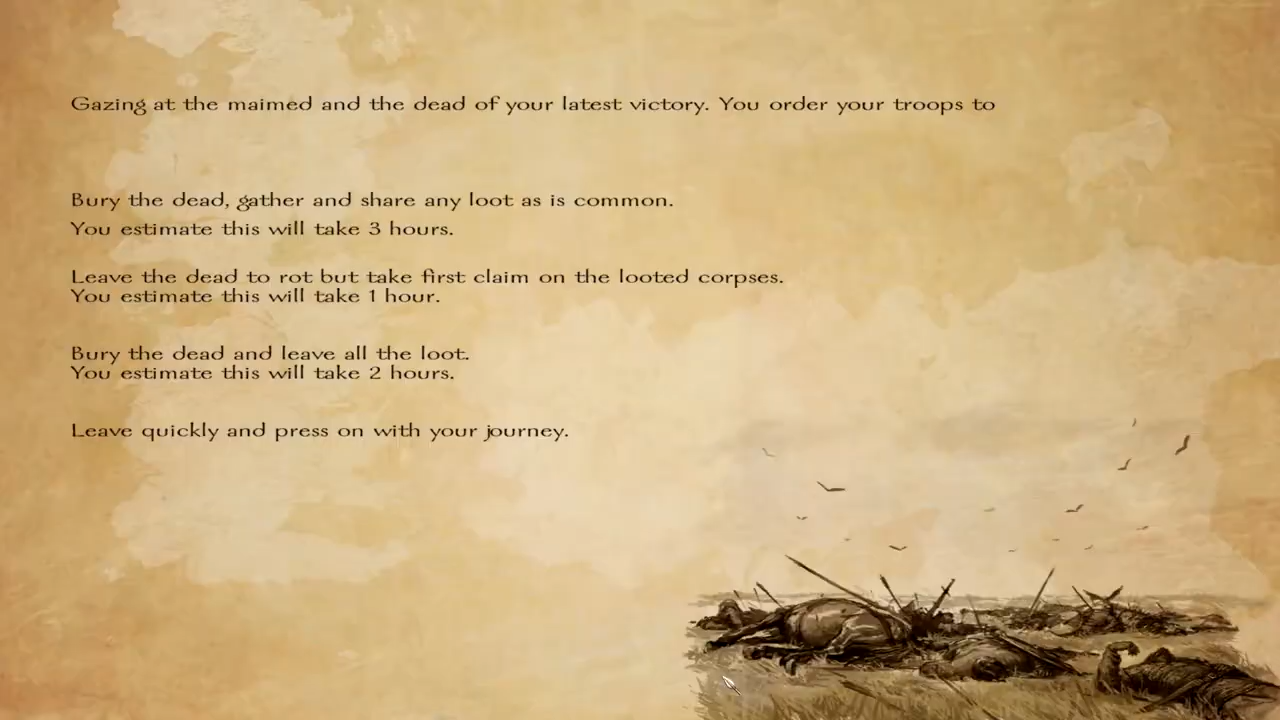 Gazing at the maimed and the dead of your latest victory. You order your troops to
Bury the dead, gather and share any loot as is common.
You estimate this will take 3 hours.
Leave the dead to rot but take first claim on the looted corpses.
You estimate this will take 1 hour.
Bury the dead and leave all the loot.
You estimate this will take 2 hours.
Leave quickly and press on with your journey.